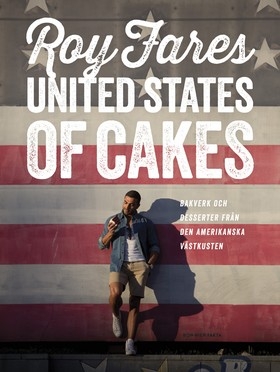 Roy Fares
UNITED STATES
OF CAKES
BAKVERK OCH
DESSERTER FRÅN
DEN AMERIKANSKA
VÄSTKUSTEN